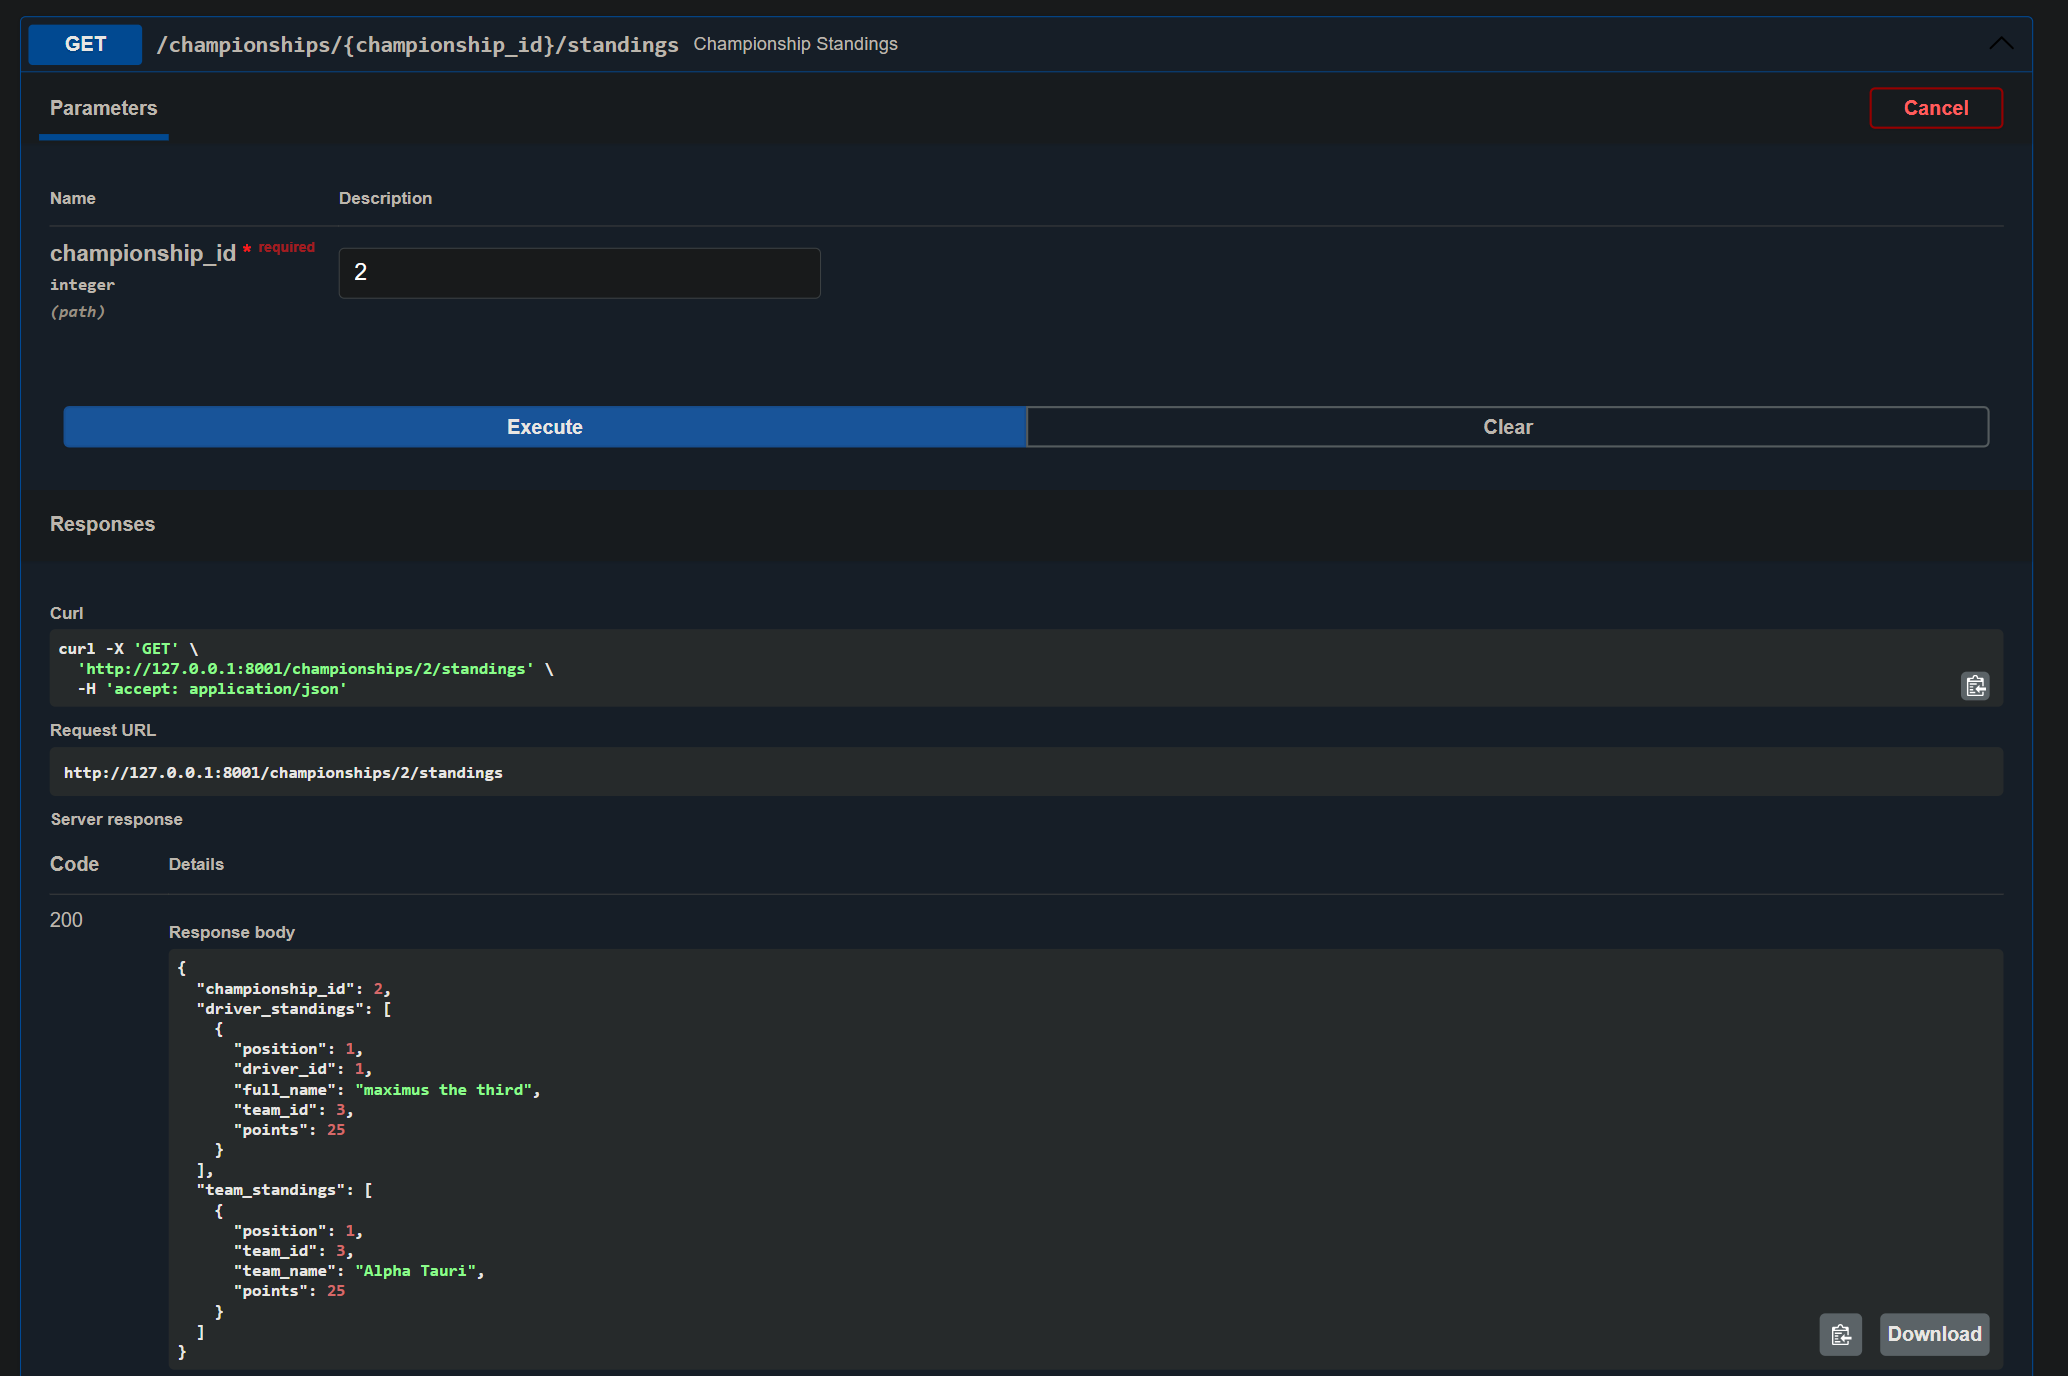 GET /championships/{championship_id}/standings Championship Standings
Parameters
Cancel
Name Description
championship_id * required
integer
(path)
2
Execute Clear
Responses
Curl
curl -X 'GET' \
  'http://127.0.0.1:8001/championships/2/standings' \
  -H 'accept: application/json'
Request URL
http://127.0.0.1:8001/championships/2/standings
Server response
Code Details
200
Response body
{
  "championship_id": 2,
  "driver_standings": [
    {
      "position": 1,
      "driver_id": 1,
      "full_name": "maximus the third",
      "team_id": 3,
      "points": 25
    }
  ],
  "team_standings": [
    {
      "position": 1,
      "team_id": 3,
      "team_name": "Alpha Tauri",
      "points": 25
    }
  ]
}
Download